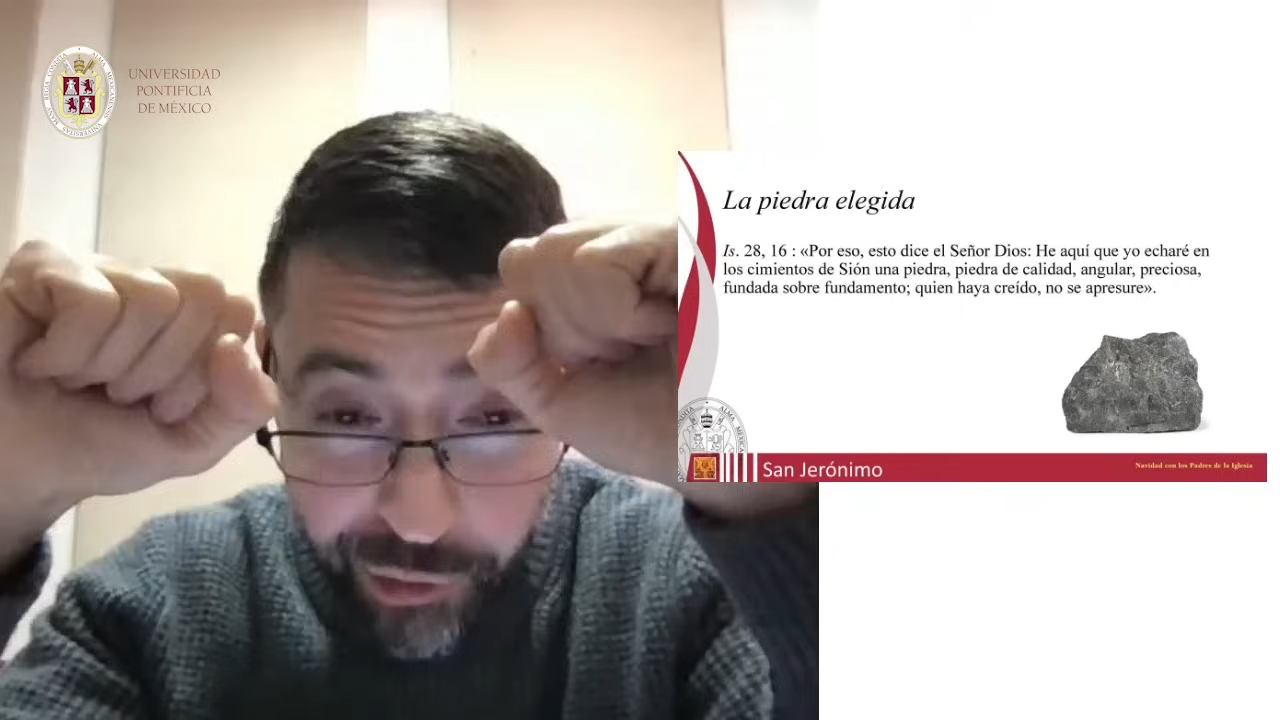 UNIVERSIDAD
PONTIFICIA
DE MÉXICO
La piedra elegida
Is. 28, 16 : «Por eso, esto dice el Señor Dios: He aquí que yo echaré en
los cimientos de Sión una piedra, piedra de calidad, angular, preciosa,
fundada sobre fundamento; quien haya creído, no se apresure».
San Jerónimo
Navidad con los Padres de la Iglesia